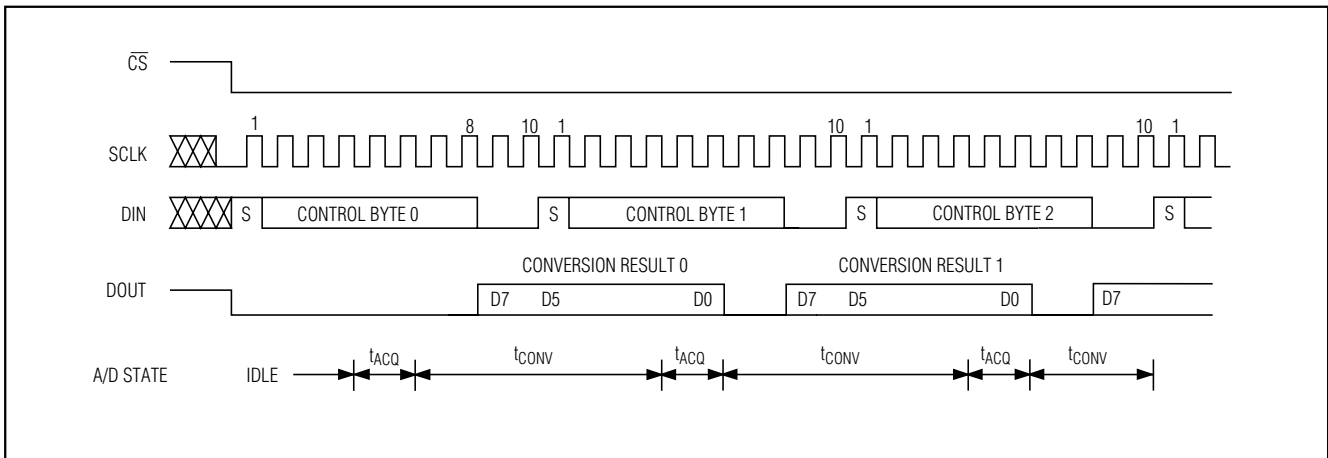 CS
1 8 10 1 10 1 10 1
SCLK
DIN S CONTROL BYTE 0 S CONTROL BYTE 1 S CONTROL BYTE 2 S
CONVERSION RESULT 0 CONVERSION RESULT 1
DOUT D7 D5 D0 D7 D5 D0 D7
tACQ tCONV tACQ tCONV tACQ tCONV
A/D STATE IDLE